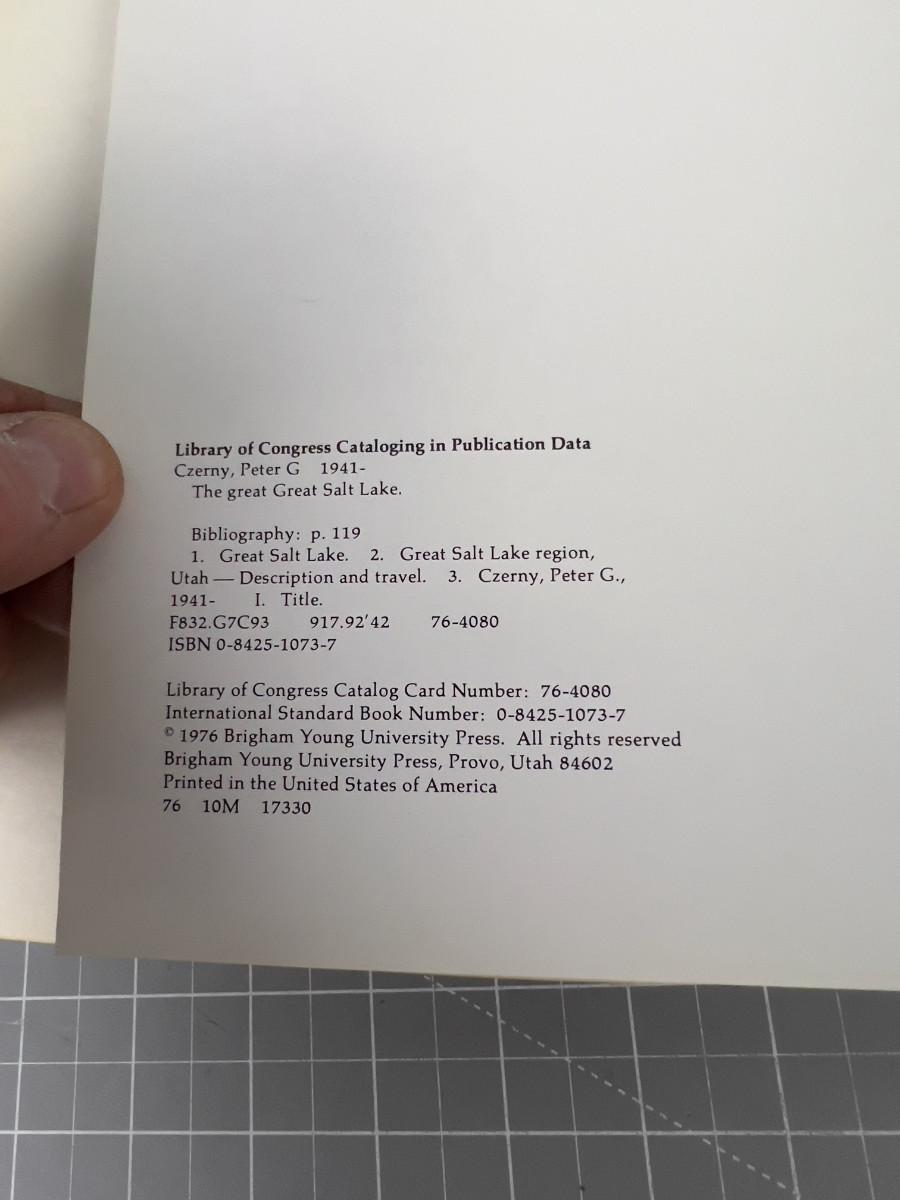 Library of Congress Cataloging in Publication Data
Czerny, Peter G 1941-
The great Great Salt Lake.
Bibliography: p. 119
1. Great Salt Lake. 2. Great Salt Lake region,
Utah — Description and travel. 3. Czerny, Peter G.,
1941- I. Title.
F832.G7C93 917.92'42 76-4080
ISBN 0-8425-1073-7
Library of Congress Catalog Card Number: 76-4080
International Standard Book Number: 0-8425-1073-7
© 1976 Brigham Young University Press. All rights reserved
Brigham Young University Press, Provo, Utah 84602
Printed in the United States of America
76 10M 17330